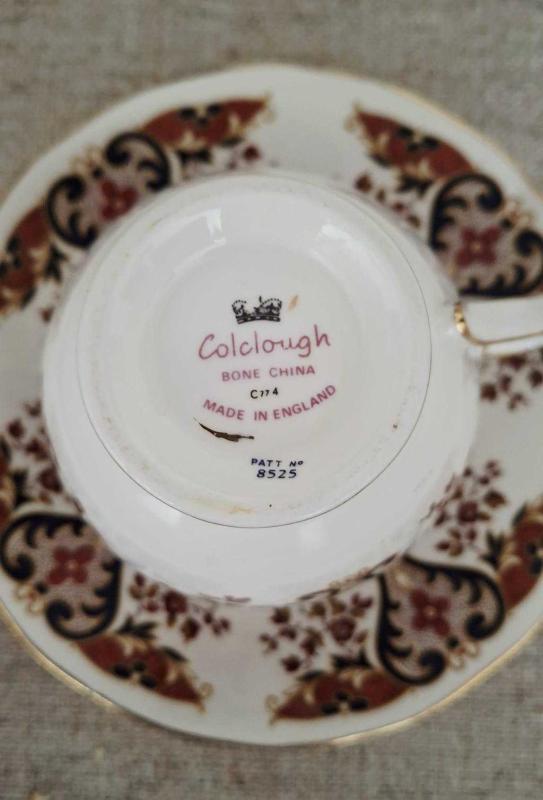 Colclough
BONE CHINA
C774
MADE IN ENGLAND
PATT Nº
8525